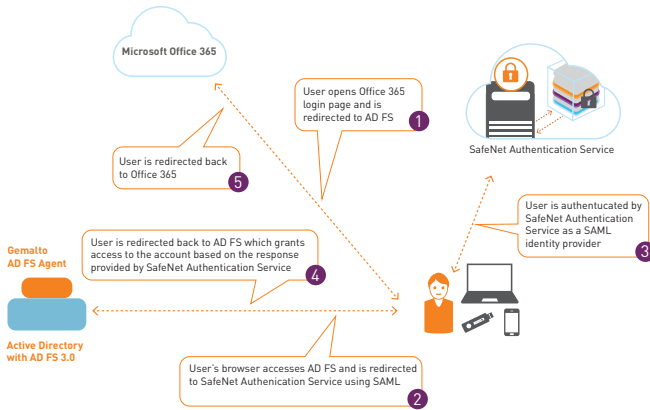 Microsoft Office 365
User opens Office 365
login page and is
redirected to AD FS
1
SafeNet Authentication Service
User is redirected back
to Office 365
5
User is authentucated by
SafeNet Authentication
Service as a SAML
identity provider
3
Gemalto
AD FS Agent
User is redirected back to AD FS which grants
access to the account based on the response
provided by SafeNet Authentication Service
4
Active Directory
with AD FS 3.0
User's browser accesses AD FS and is redirected
to SafeNet Authenication Service using SAML
2